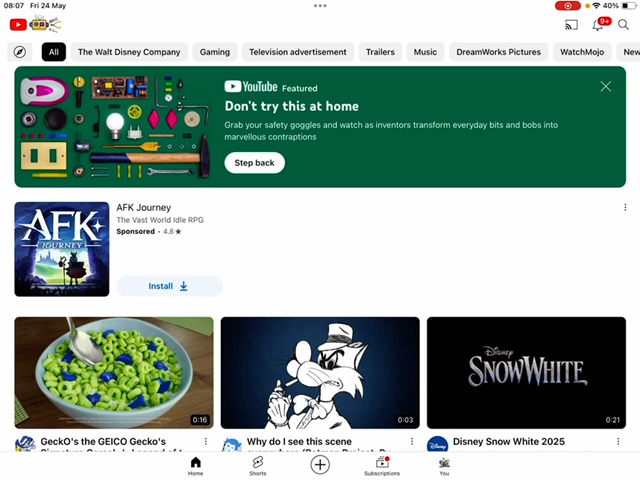 08:07 Fri 24 May
40%
9+
All
The Walt Disney Company
Gaming
Television advertisement
Trailers
Music
DreamWorks Pictures
WatchMojo
New
YouTube Featured
Don't try this at home
Grab your safety goggles and watch as inventors transform everyday bits and bobs into
marvellous contraptions
Step back
AFK
JOURNEY
AFK Journey
The Vast World Idle RPG
Sponsored • 4.8★
Install
0:16
0:03
Disney
SNOW WHITE
0:21
GeckO's the GEICO Gecko's
Why do I see this scene
Disney Snow White 2025
Home
Shorts
Subscriptions
You